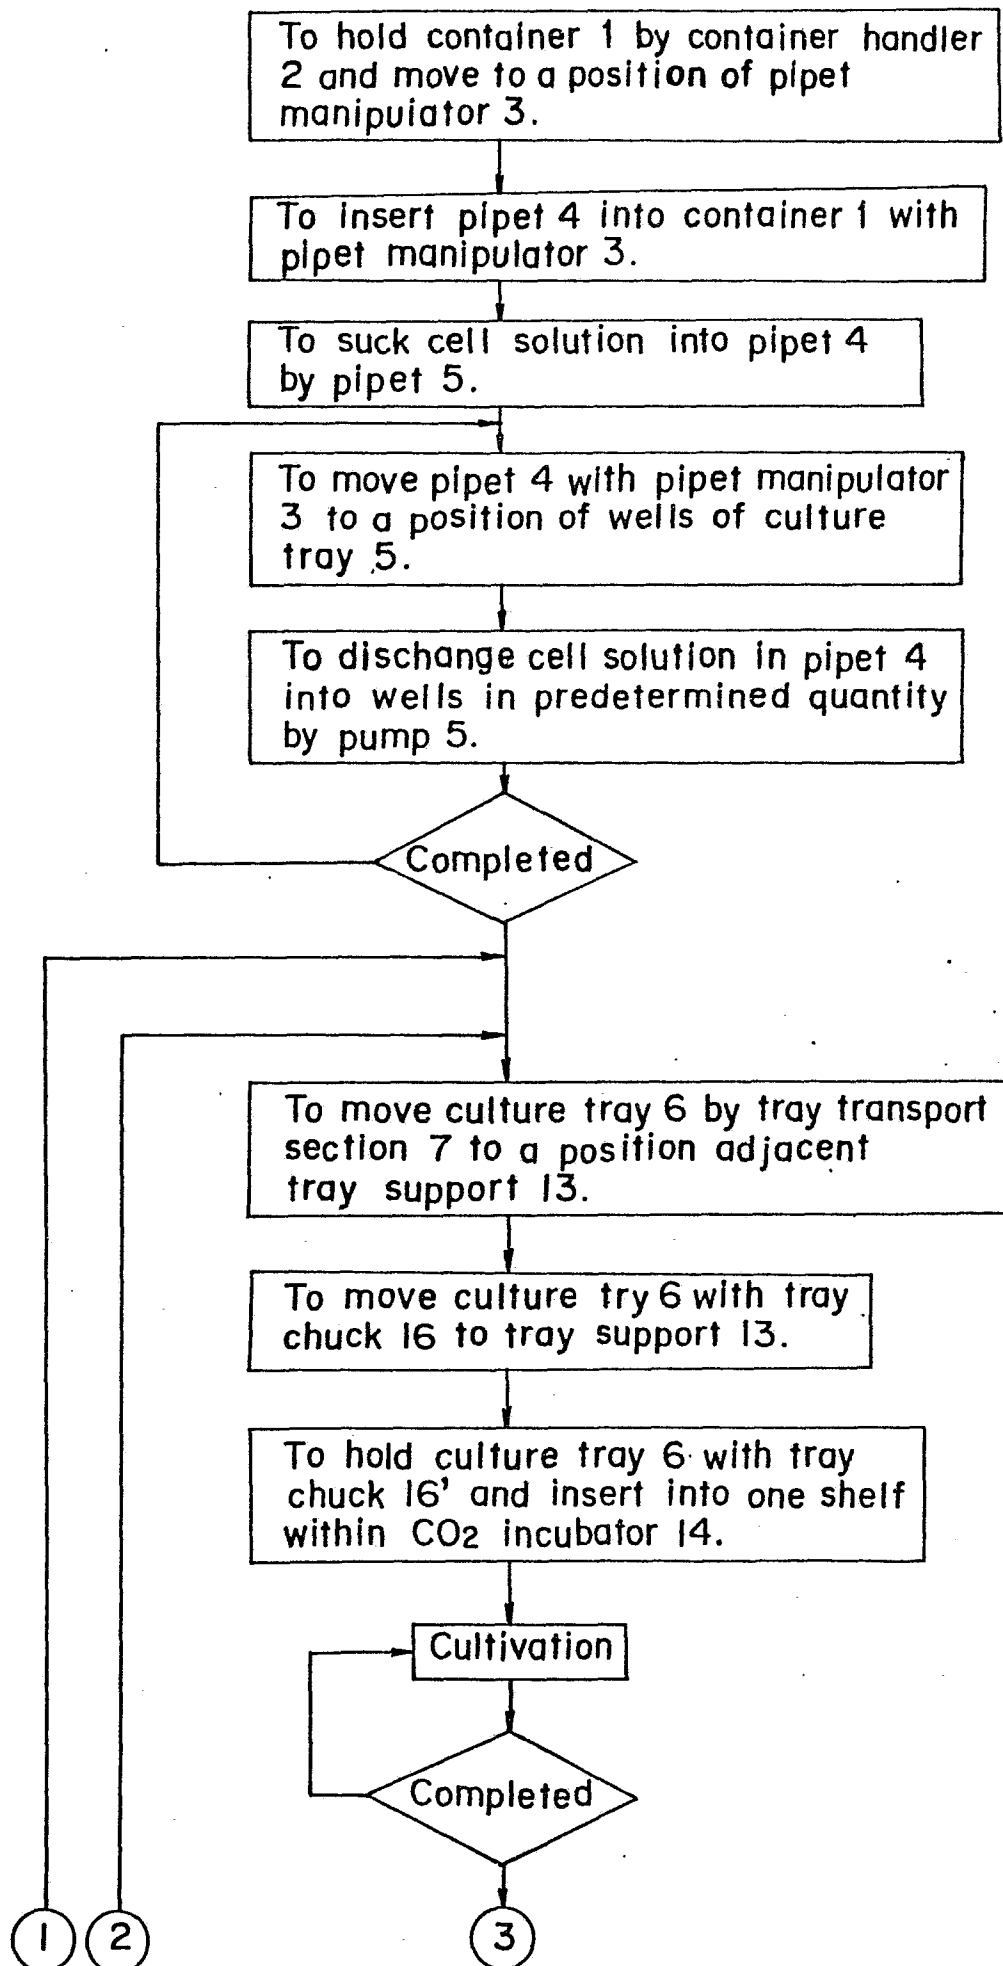 To hold container 1 by container handler
2 and move to a position of pipet
manipuiator 3.
To insert pipet 4 into container 1 with
pipet manipulator 3.
To suck cell solution into pipet 4
by pipet 5.
To move pipet 4 with pipet manipulator
3 to a position of wells of culture
tray 5.
To dischange cell solution in pipet 4
into wells in predetermined quantity
by pump 5.
Completed
To move culture tray 6 by tray transport
section 7 to a position adjacent
tray support 13.
To move culture try 6 with tray
chuck 16 to tray support 13.
To hold culture tray 6 with tray
chuck 16' and insert into one shelf
within CO2 incubator 14.
Cultivation
Completed
1 2 3